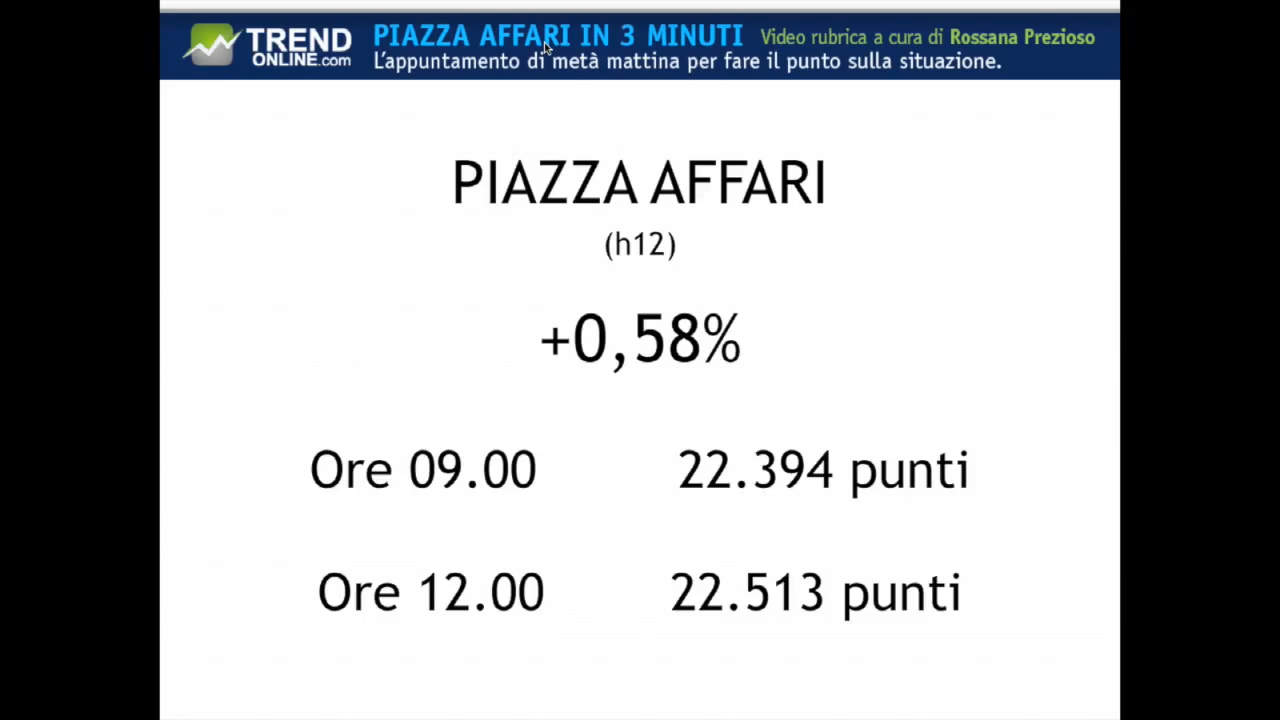 TREND
ONLINE.com
PIAZZA AFFARI IN 3 MINUTI Video rubrica a cura di Rossana Prezioso
L'appuntamento di metà mattina per fare il punto sulla situazione.
PIAZZA AFFARI
(h12)
+0,58%
Ore 09.00 22.394 punti
Ore 12.00 22.513 punti